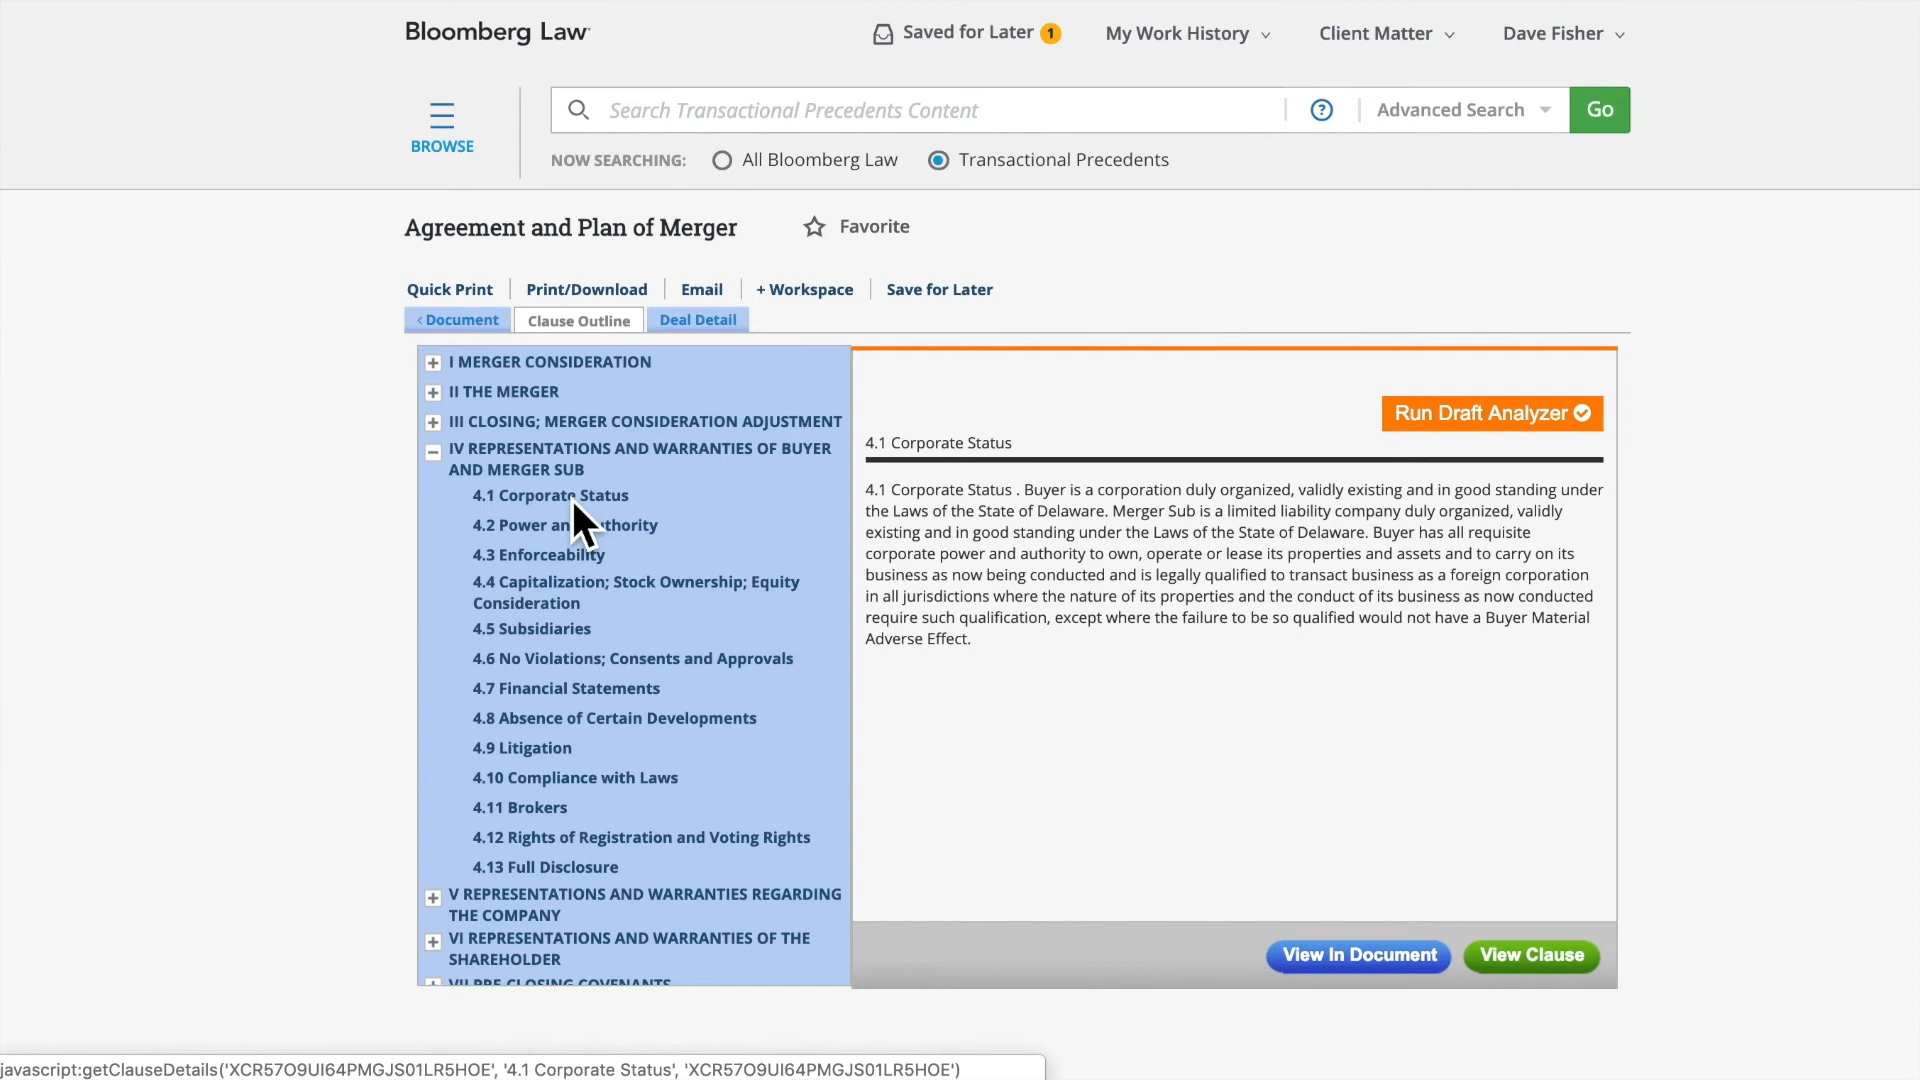 Bloomberg Law
Saved for Later 1
My Work History
Client Matter
Dave Fisher
BROWSE
Search Transactional Precedents Content
?
Advanced Search
Go
NOW SEARCHING:
All Bloomberg Law
Transactional Precedents
Agreement and Plan of Merger
Favorite
Quick Print
Print/Download
Email
+ Workspace
Save for Later
‹ Document
Clause Outline
Deal Detail
I MERGER CONSIDERATION
II THE MERGER
III CLOSING; MERGER CONSIDERATION ADJUSTMENT
IV REPRESENTATIONS AND WARRANTIES OF BUYER
AND MERGER SUB
4.1 Corporate Status
4.2 Power
4.3 Enforceability
4.4 Capitalization; Stock Ownership; Equity
Consideration
4.5 Subsidiaries
4.6 No Violations; Consents and Approvals
4.7 Financial Statements
4.8 Absence of Certain Developments
4.9 Litigation
4.10 Compliance with Laws
4.11 Brokers
4.12 Rights of Registration and Voting Rights
4.13 Full Disclosure
V REPRESENTATIONS AND WARRANTIES REGARDING
THE COMPANY
VI REPRESENTATIONS AND WARRANTIES OF THE
SHAREHOLDER
VII PRE CLOSING COVENANTS
Run Draft Analyzer
4.1 Corporate Status
4.1 Corporate Status . Buyer is a corporation duly organized, validly existing and in good standing under
the Laws of the State of Delaware. Merger Sub is a limited liability company duly organized, validly
existing and in good standing under the Laws of the State of Delaware. Buyer has all requisite
corporate power and authority to own, operate or lease its properties and assets and to carry on its
business as now being conducted and is legally qualified to transact business as a foreign corporation
in all jurisdictions where the nature of its properties and the conduct of its business as now conducted
require such qualification, except where the failure to be so qualified would not have a Buyer Material
Adverse Effect.
View In Document
View Clause
javascript:getClauseDetails('XCR57O9UI64PMGJS01LR5HOE', '4.1 Corporate Status', 'XCR57O9UI64PMGJS01LR5HOE')